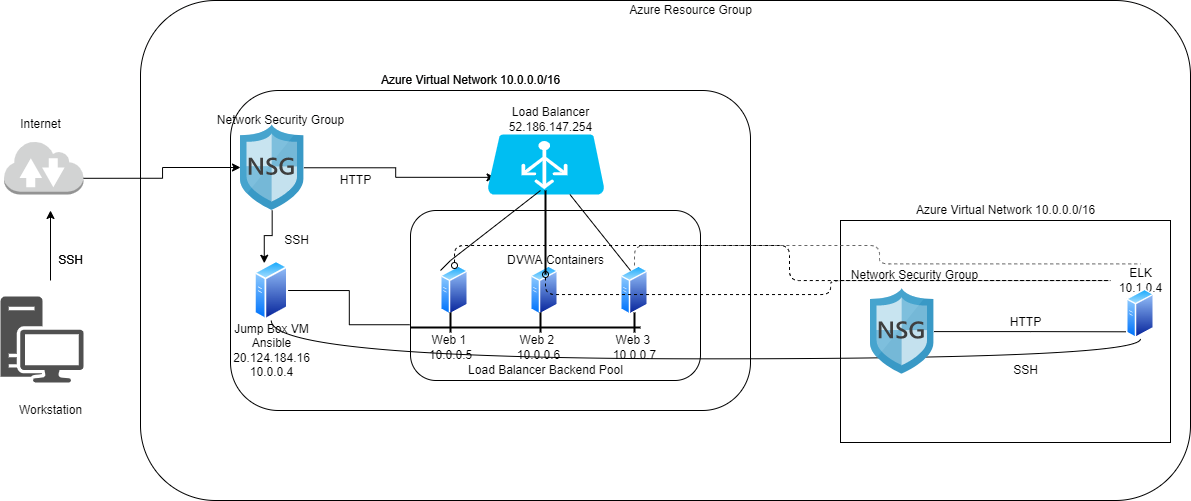 Azure Resource Group
Azure Virtual Network 10.0.0.0/16
Internet
Network Security Group
NSG
Load Balancer
52.186.147.254
HTTP
SSH
SSH
DVWA Containers
Jump Box VM
Ansible
20.124.184.16
10.0.0.4
Web 1
10.0.0.5
Web 2
10.0.0.6
Web 3
10.0.0.7
Load Balancer Backend Pool
Workstation
Azure Virtual Network 10.0.0.0/16
Network Security Group
NSG
ELK
10.1.0.4
HTTP
SSH